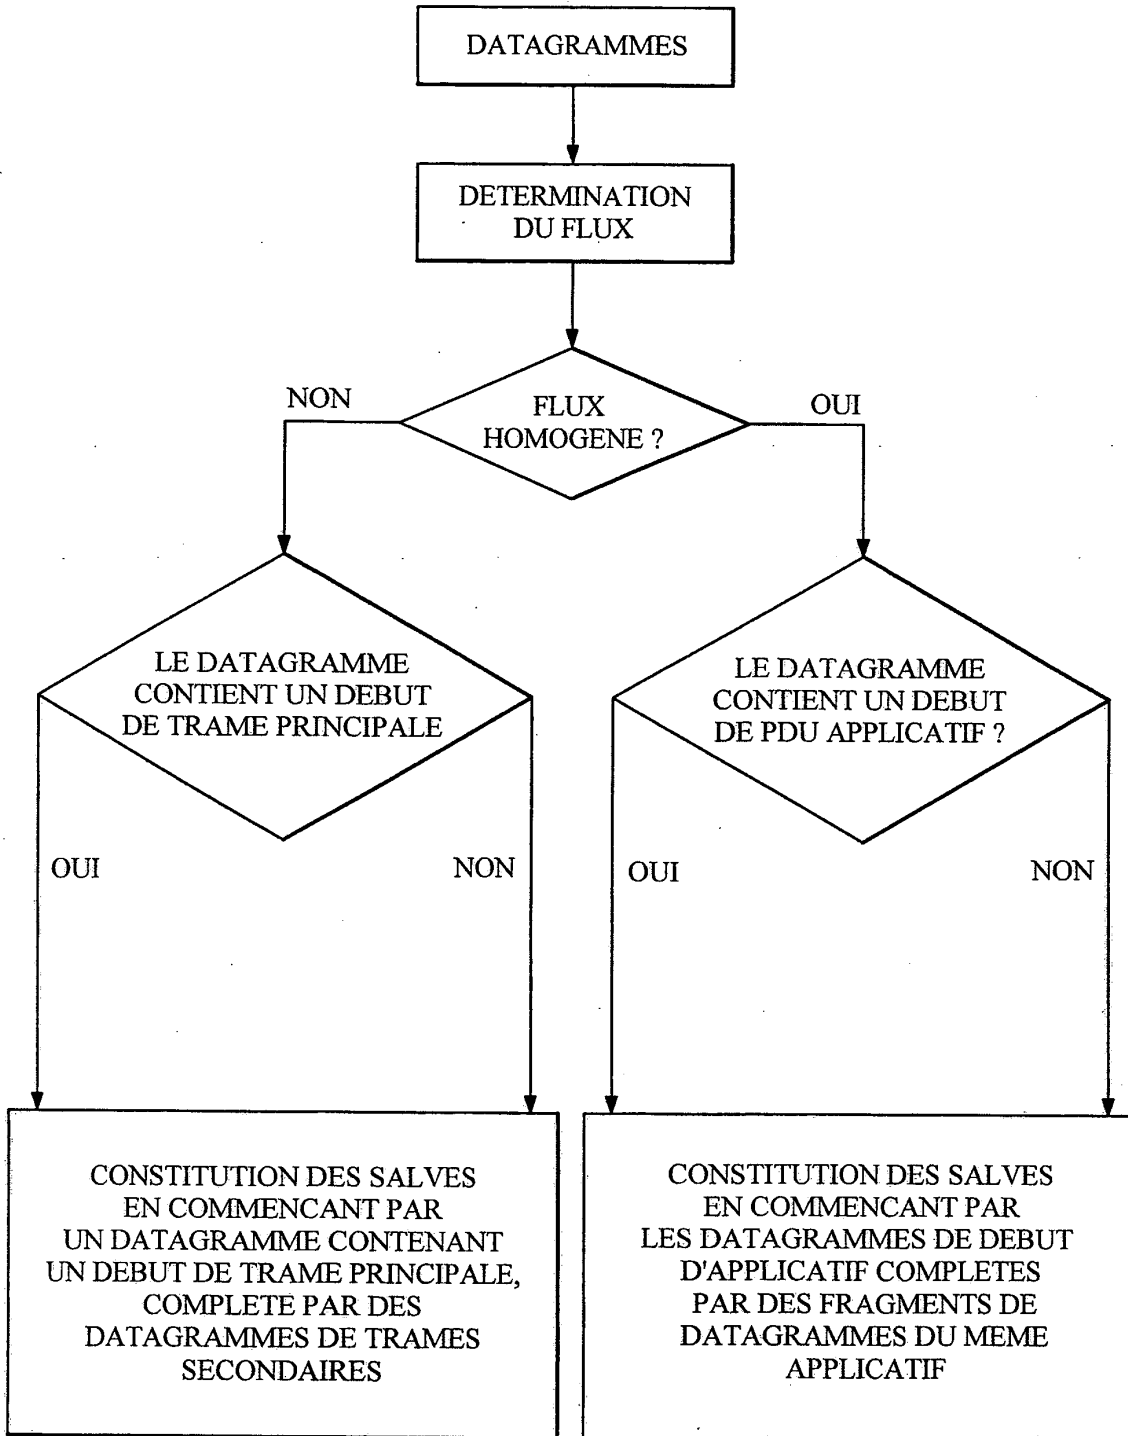 DATAGRAMMES
DETERMINATION
DU FLUX
FLUX
HOMOGENE ?
NON
OUI
LE DATAGRAMME
CONTIENT UN DEBUT
DE TRAME PRINCIPALE
LE DATAGRAMME
CONTIENT UN DEBUT
DE PDU APPLICATIF ?
OUI
NON
OUI
NON
CONSTITUTION DES SALVES
EN COMMENCANT PAR
UN DATAGRAMME CONTENANT
UN DEBUT DE TRAME PRINCIPALE,
COMPLETE PAR DES
DATAGRAMMES DE TRAMES
SECONDAIRES
CONSTITUTION DES SALVES
EN COMMENCANT PAR
LES DATAGRAMMES DE DEBUT
D'APPLICATIF COMPLETES
PAR DES FRAGMENTS DE
DATAGRAMMES DU MEME
APPLICATIF